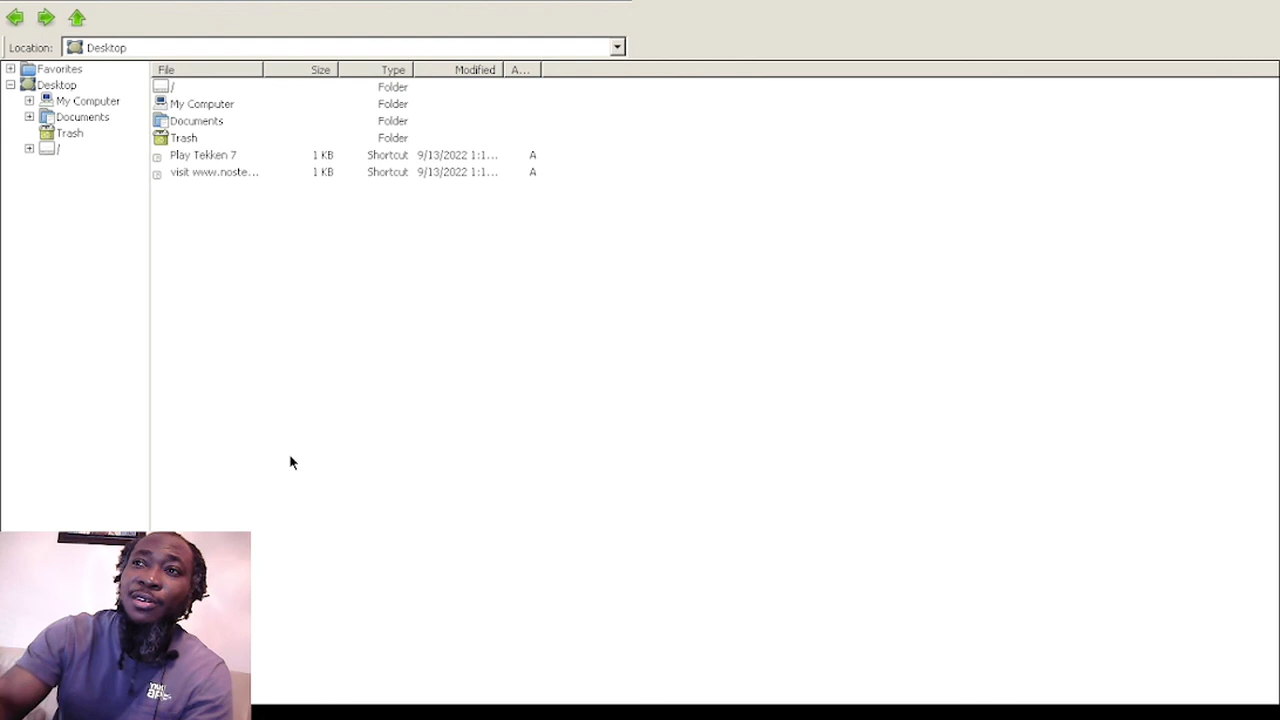 Location: Desktop
Favorites
Desktop
My Computer
Documents
Trash
/
File Size Type Modified A...
/ Folder
My Computer Folder
Documents Folder
Trash Folder
Play Tekken 7 1 KB Shortcut 9/13/2022 1:1... A
visit www.noste... 1 KB Shortcut 9/13/2022 1:1... A